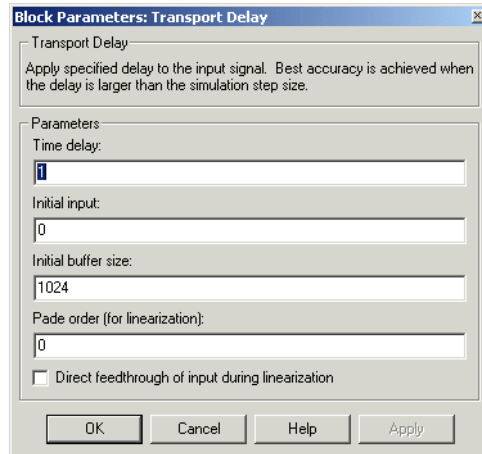 Block Parameters: Transport Delay
Transport Delay
Apply specified delay to the input signal. Best accuracy is achieved when
the delay is larger than the simulation step size.
Parameters
Time delay:
1
Initial input:
0
Initial buffer size:
1024
Pade order (for linearization):
0
Direct feedthrough of input during linearization
OK Cancel Help Apply